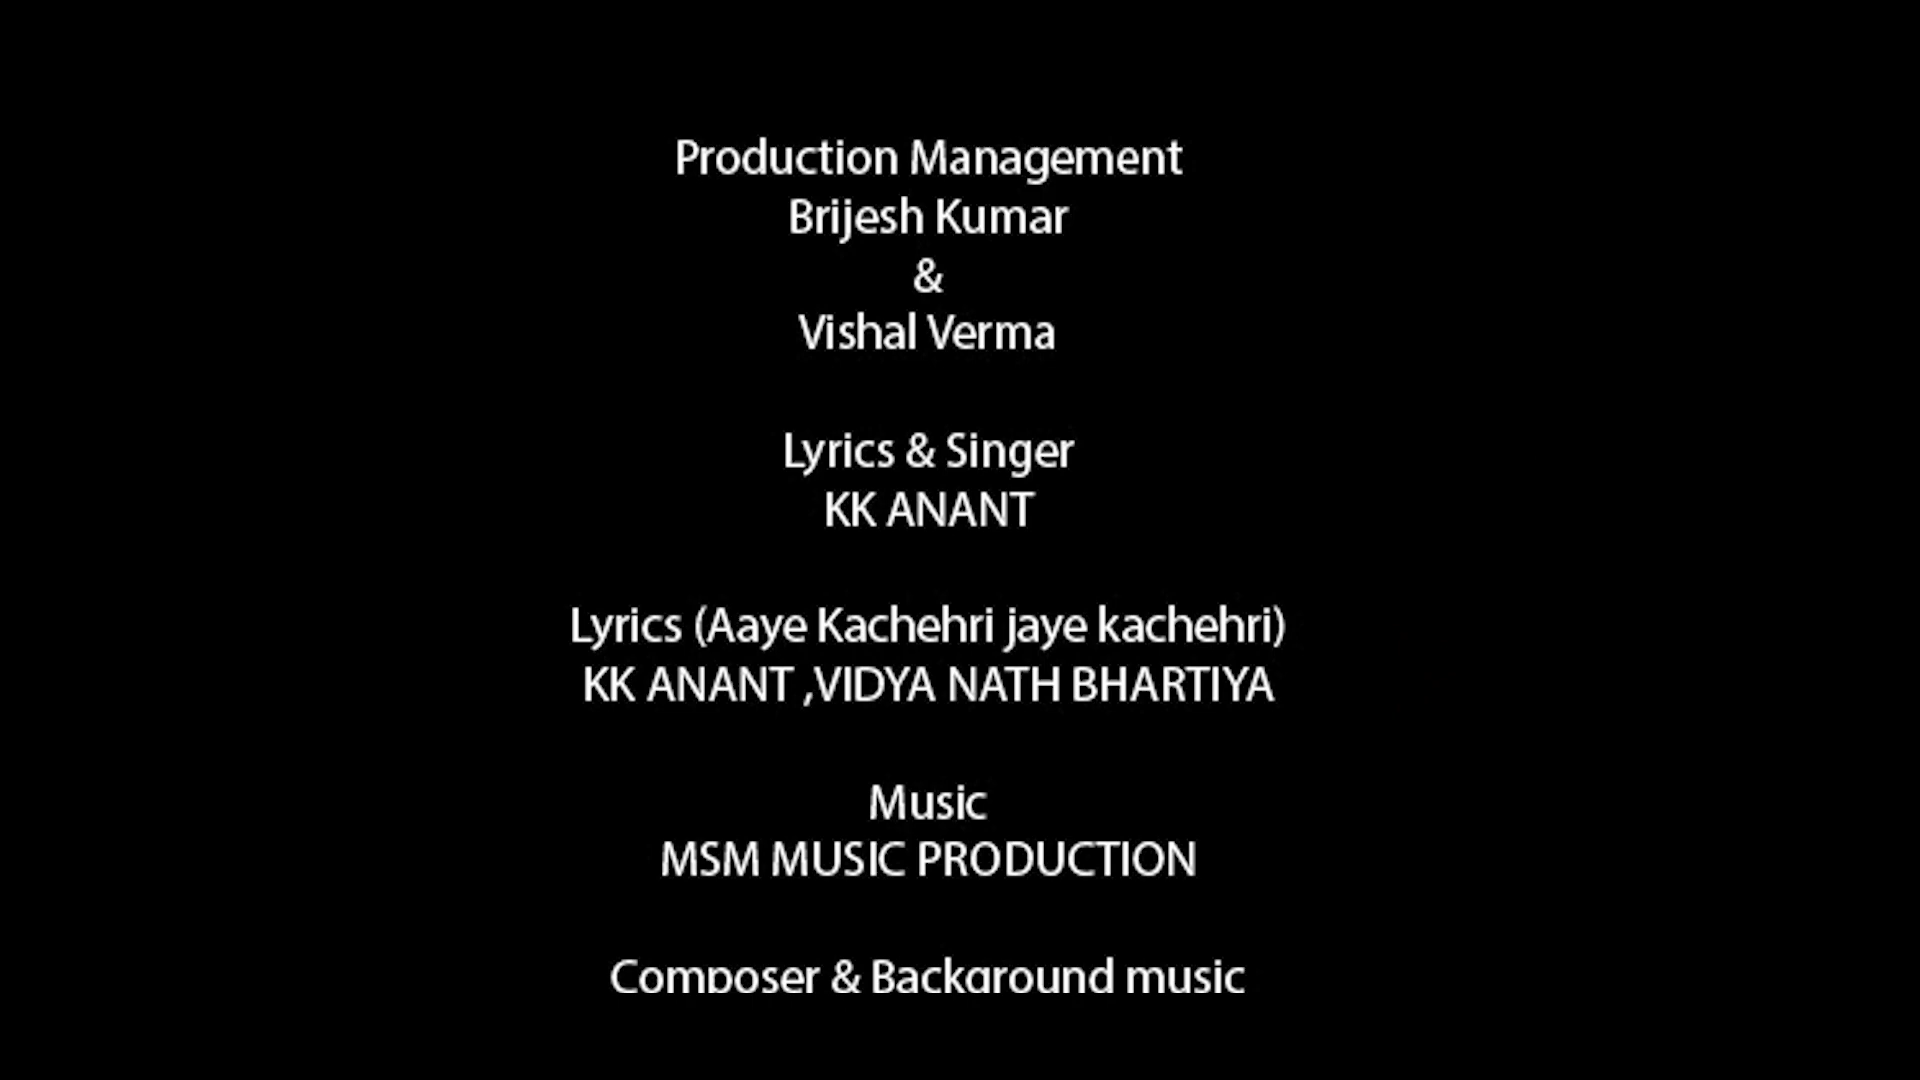 Production Management
Brijesh Kumar
&
Vishal Verma
Lyrics & Singer
KK ANANT
Lyrics (Aaye Kachehri jaye kachehri)
KK ANANT ,VIDYA NATH BHARTIYA
Music
MSM MUSIC PRODUCTION
Composer & Background music